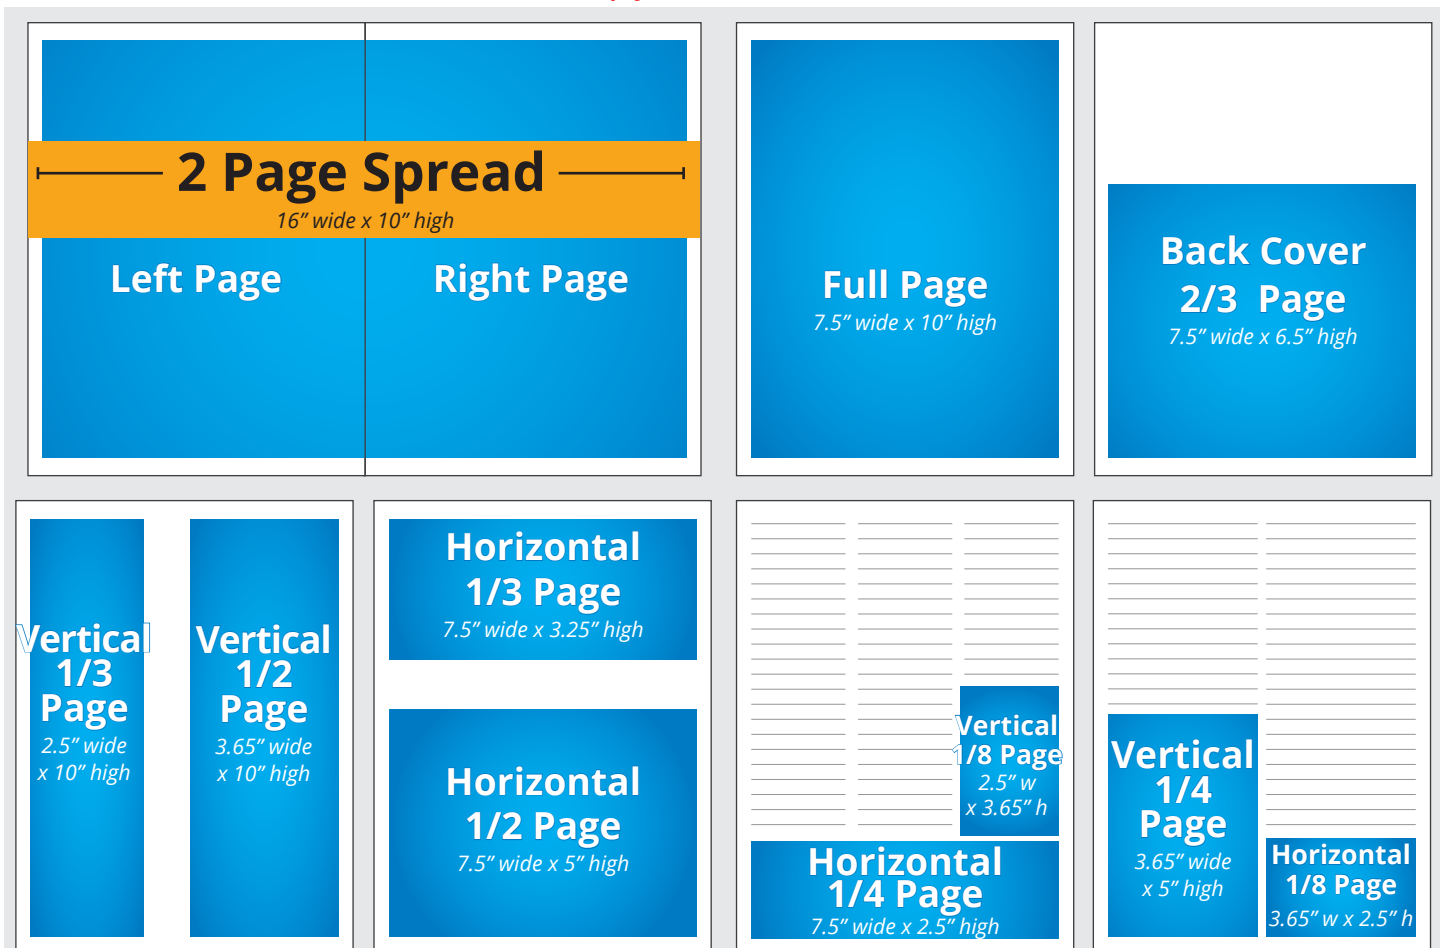 2 Page Spread
16” wide x 10” high
Left Page
Right Page
Full Page
7.5” wide x 10” high
Back Cover
2/3 Page
7.5” wide x 6.5” high
Vertical
1/3
Page
2.5” wide
x 10” high
Vertical
1/2
Page
3.65” wide
x 10” high
Horizontal
1/3 Page
7.5” wide x 3.25” high
Horizontal
1/2 Page
7.5” wide x 5” high
Vertical
1/8 Page
2.5” w
x 3.65” h
Horizontal
1/4 Page
7.5” wide x 2.5” high
Vertical
1/4
Page
3.65” wide
x 5” high
Horizontal
1/8 Page
3.65” w x 2.5” h